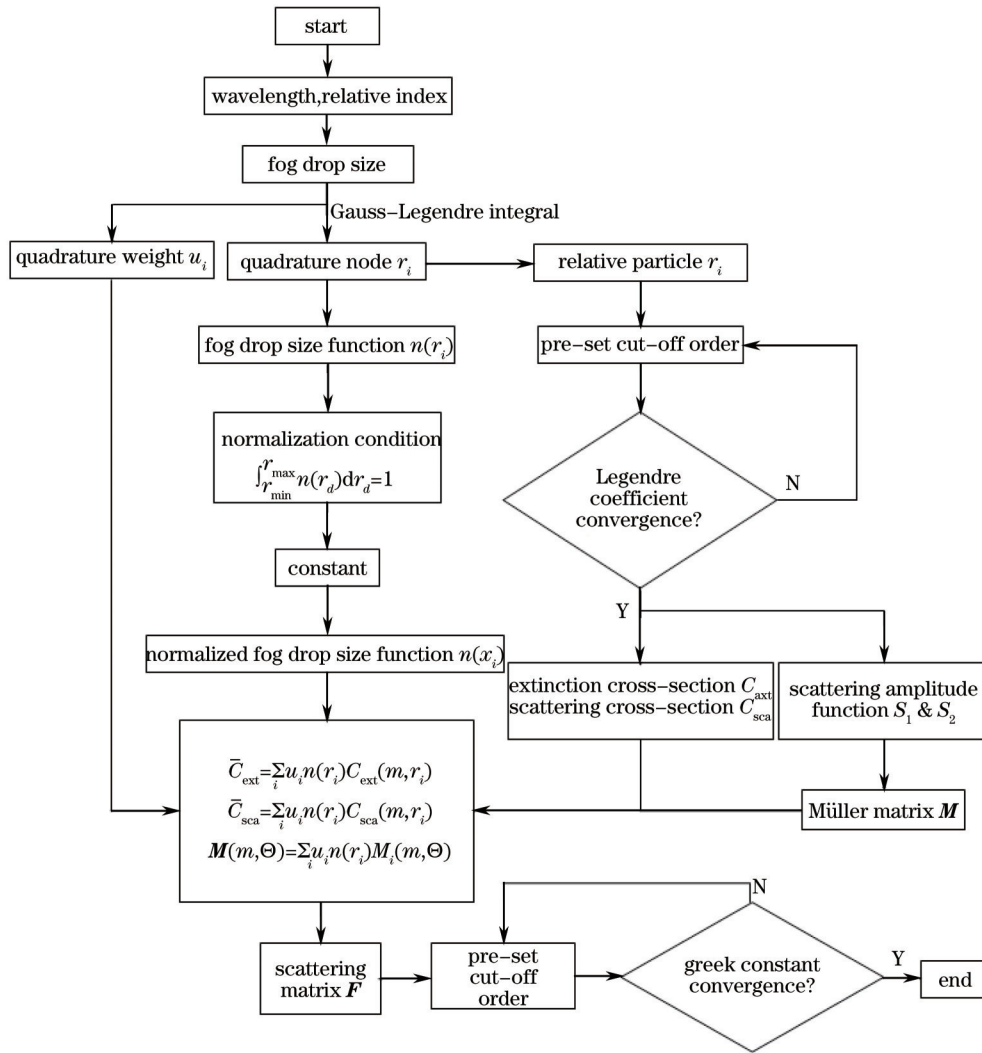 start
wavelength,relative index
fog drop size
Gauss-Legendre integral
quadrature weight u_i
quadrature node r_i
relative particle r_i
fog drop size function n(r_i)
pre-set cut-off order
normalization condition
∫_{r_min}^{r_max} n(r_d)dr_d=1
Legendre
coefficient
convergence?
N
constant
Y
normalized fog drop size function n(x_i)
extinction cross-section C_axt
scattering cross-section C_sca
scattering amplitude
function S_1 & S_2
C̄_ext=Σ_i u_i n(r_i)C_ext(m,r_i)
C̄_sca=Σ_i u_i n(r_i)C_sca(m,r_i)
M(m,Θ)=Σ_i u_i n(r_i)M_i(m,Θ)
Müller matrix M
N
scattering
matrix F
pre-set
cut-off
order
greek constant
convergence?
Y
end